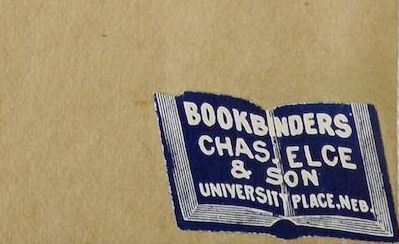 BOOKBINDERS
CHAS. ELCE
& SON
UNIVERSITY PLACE, NEB.